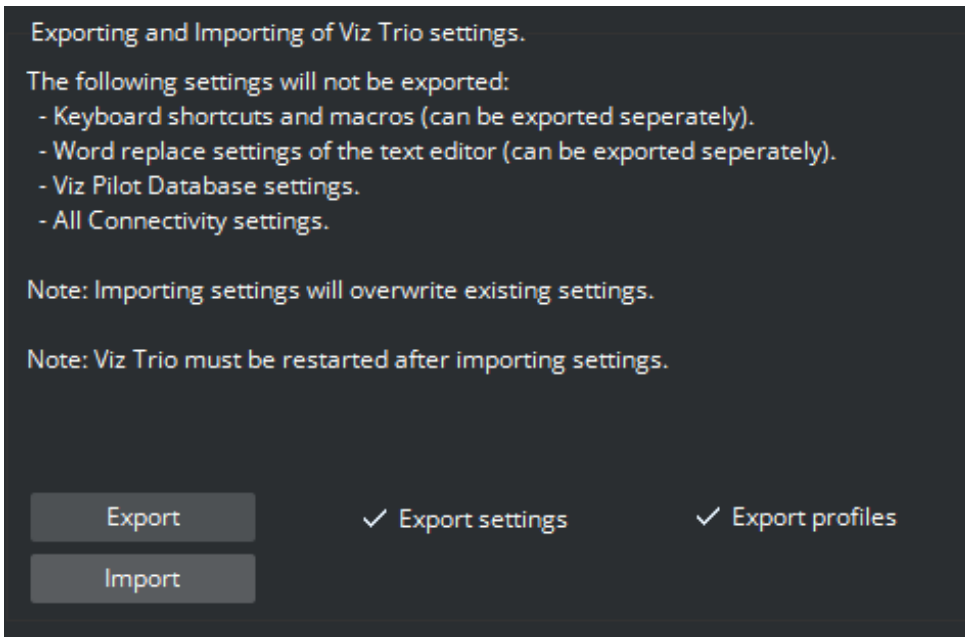 Exporting and Importing of Viz Trio settings.
The following settings will not be exported:
- Keyboard shortcuts and macros (can be exported seperately).
- Word replace settings of the text editor (can be exported seperately).
- Viz Pilot Database settings.
- All Connectivity settings.
Note: Importing settings will overwrite existing settings.
Note: Viz Trio must be restarted after importing settings.
Export
Export settings
Export profiles
Import